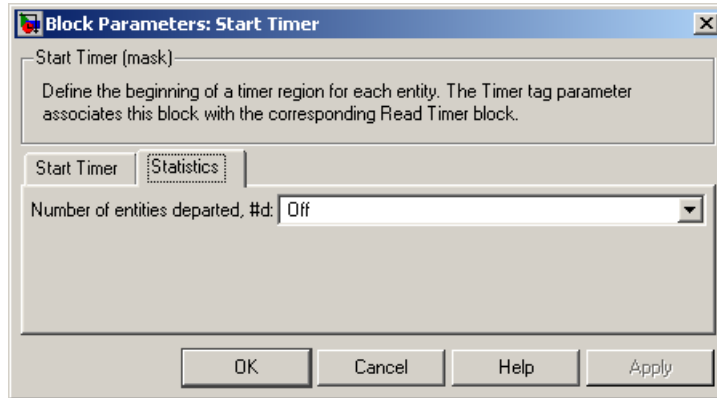 Block Parameters: Start Timer
Start Timer (mask)
Define the beginning of a timer region for each entity. The Timer tag parameter
associates this block with the corresponding Read Timer block.
Start Timer Statistics
Number of entities departed, #d: Off
OK Cancel Help Apply